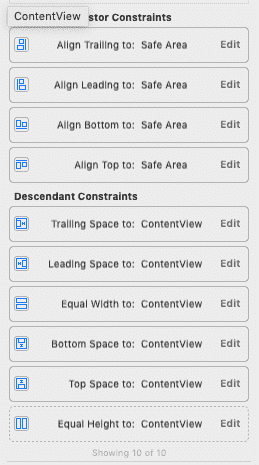 ContentView
stor Constraints
Align Trailing to: Safe Area Edit
Align Leading to: Safe Area Edit
Align Bottom to: Safe Area Edit
Align Top to: Safe Area Edit
Descendant Constraints
Trailing Space to: ContentView Edit
Leading Space to: ContentView Edit
Equal Width to: ContentView Edit
Bottom Space to: ContentView Edit
Top Space to: ContentView Edit
Equal Height to: ContentView Edit
Showing 10 of 10